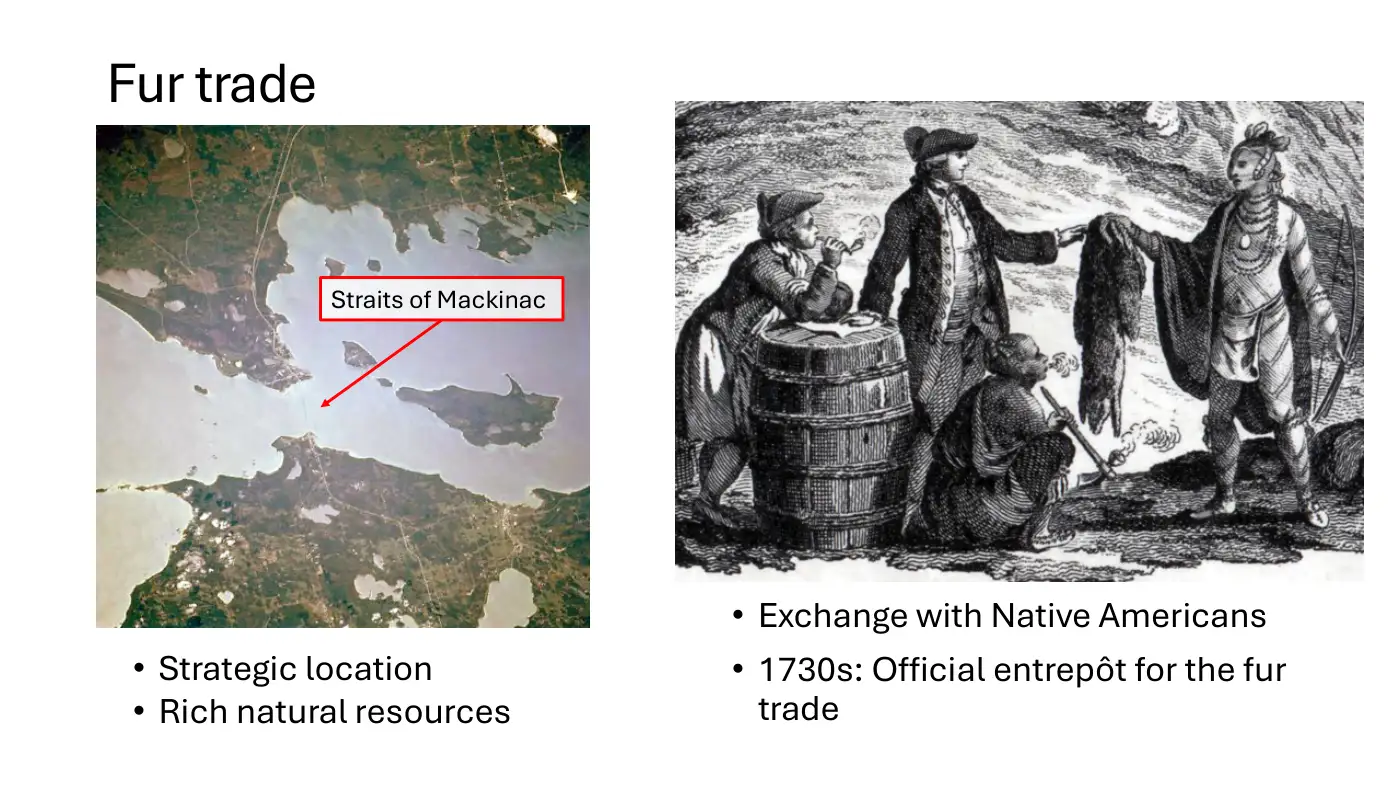 Fur trade
Straits of Mackinac
• Strategic location
• Rich natural resources
• Exchange with Native Americans
• 1730s: Official entrepôt for the fur
trade